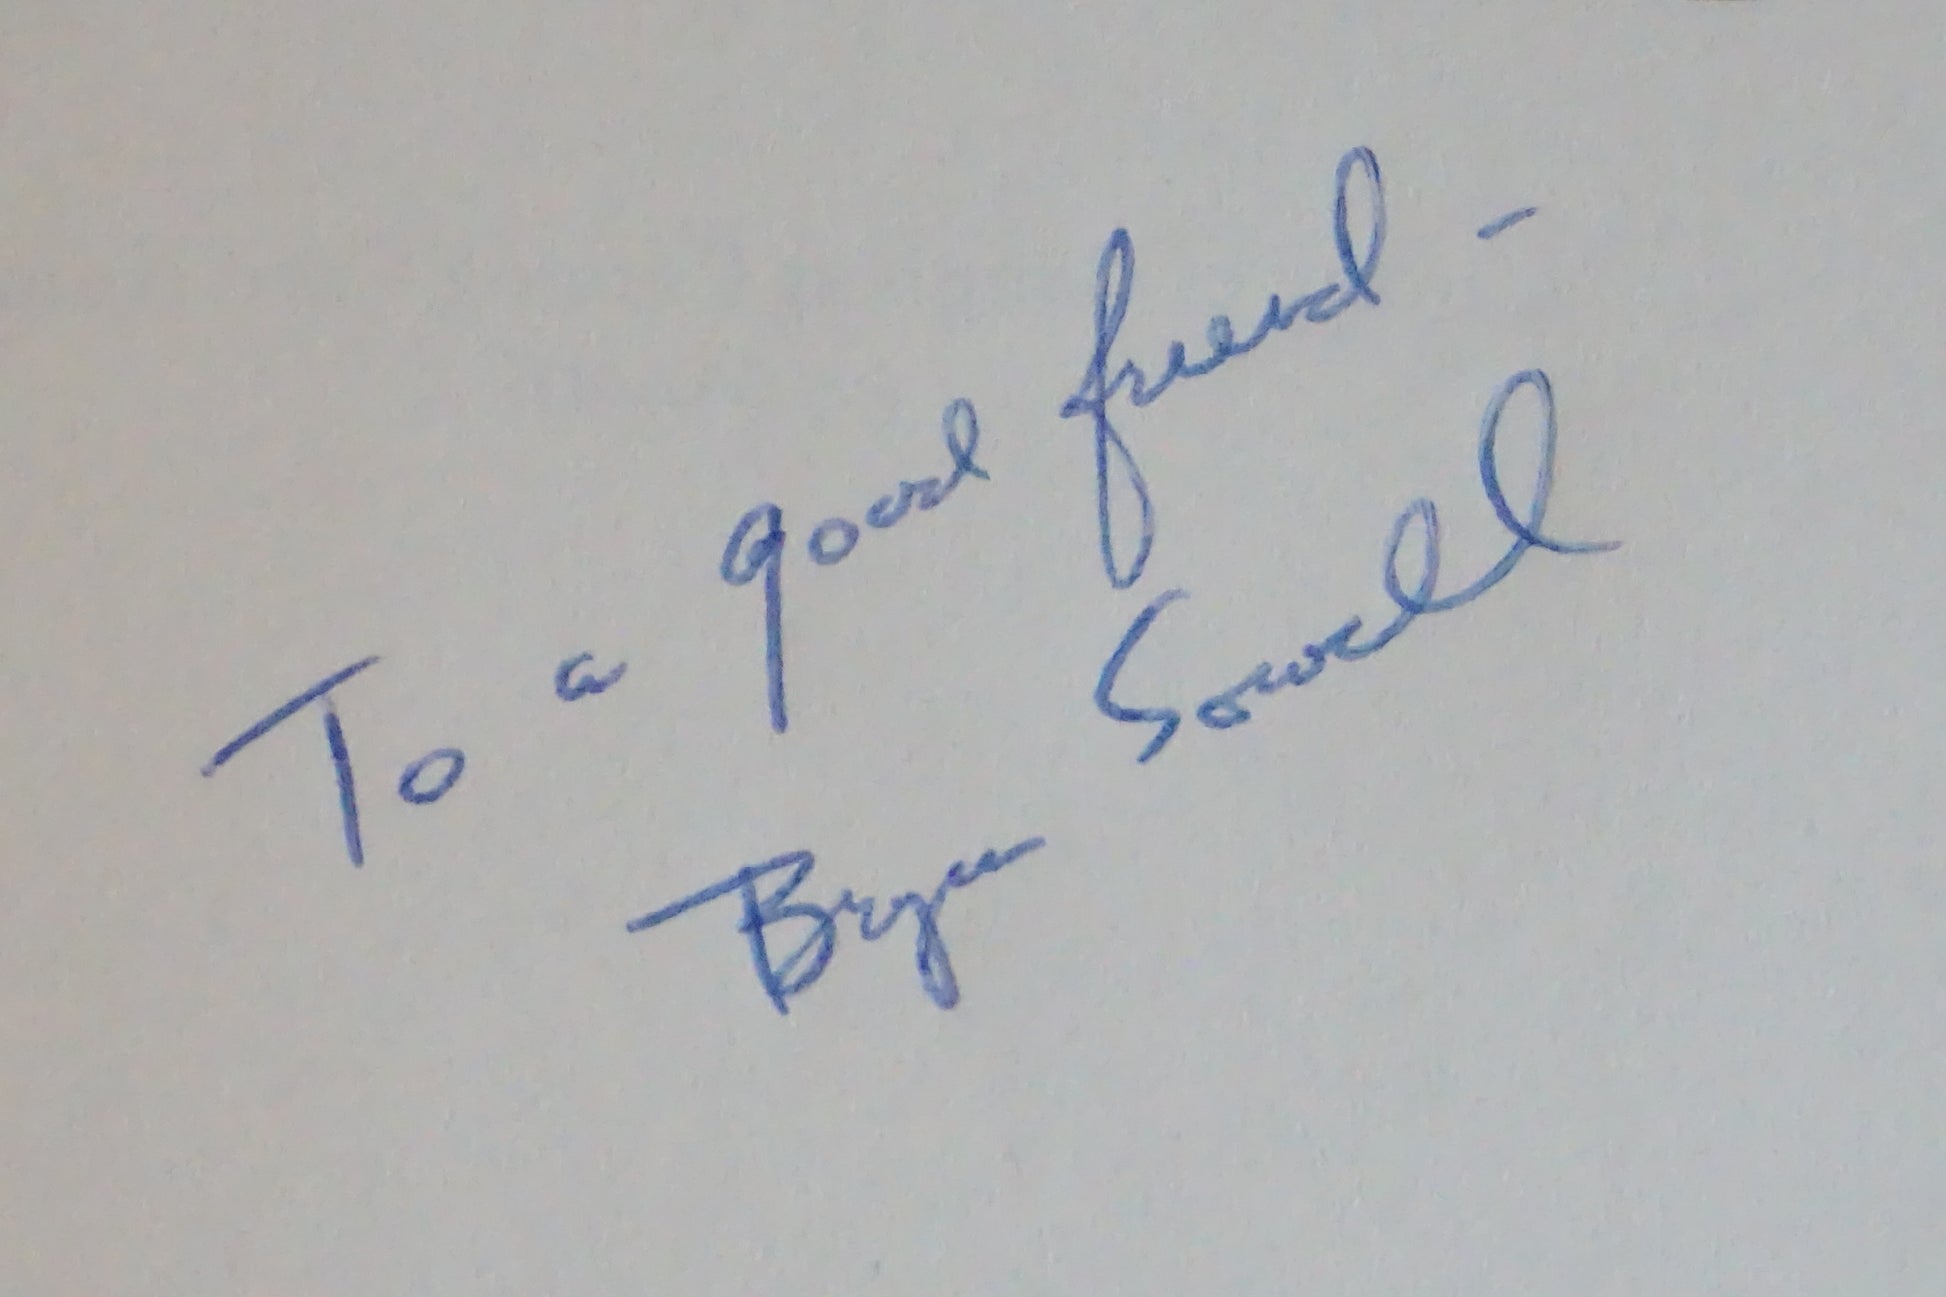 To a good friend -
Bryan Sowell